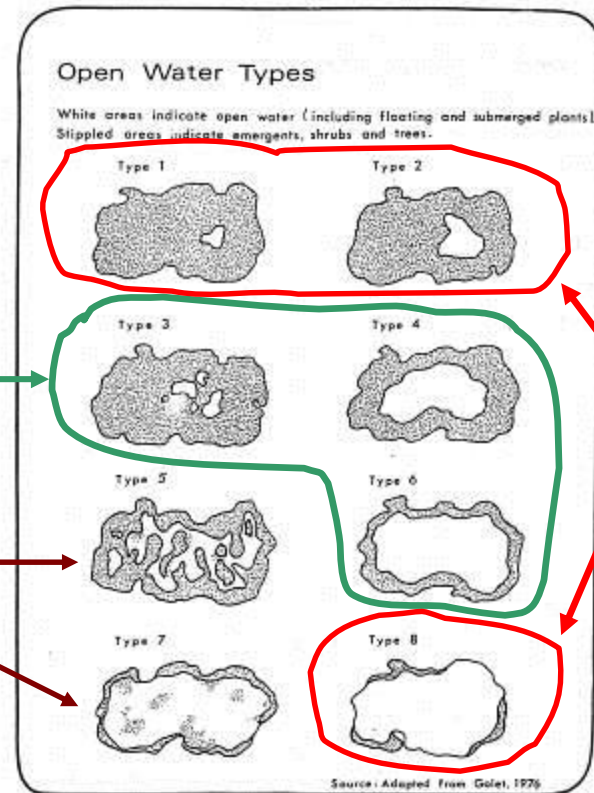 Open Water Types
White areas indicate open water (including floating and submerged plants)
Stippled areas indicate emergents, shrubs and trees.
Type 1
Type 2
Type 3
Type 4
Type 5
Type 6
Type 7
Type 8
Source: Adapted from Golet, 1976